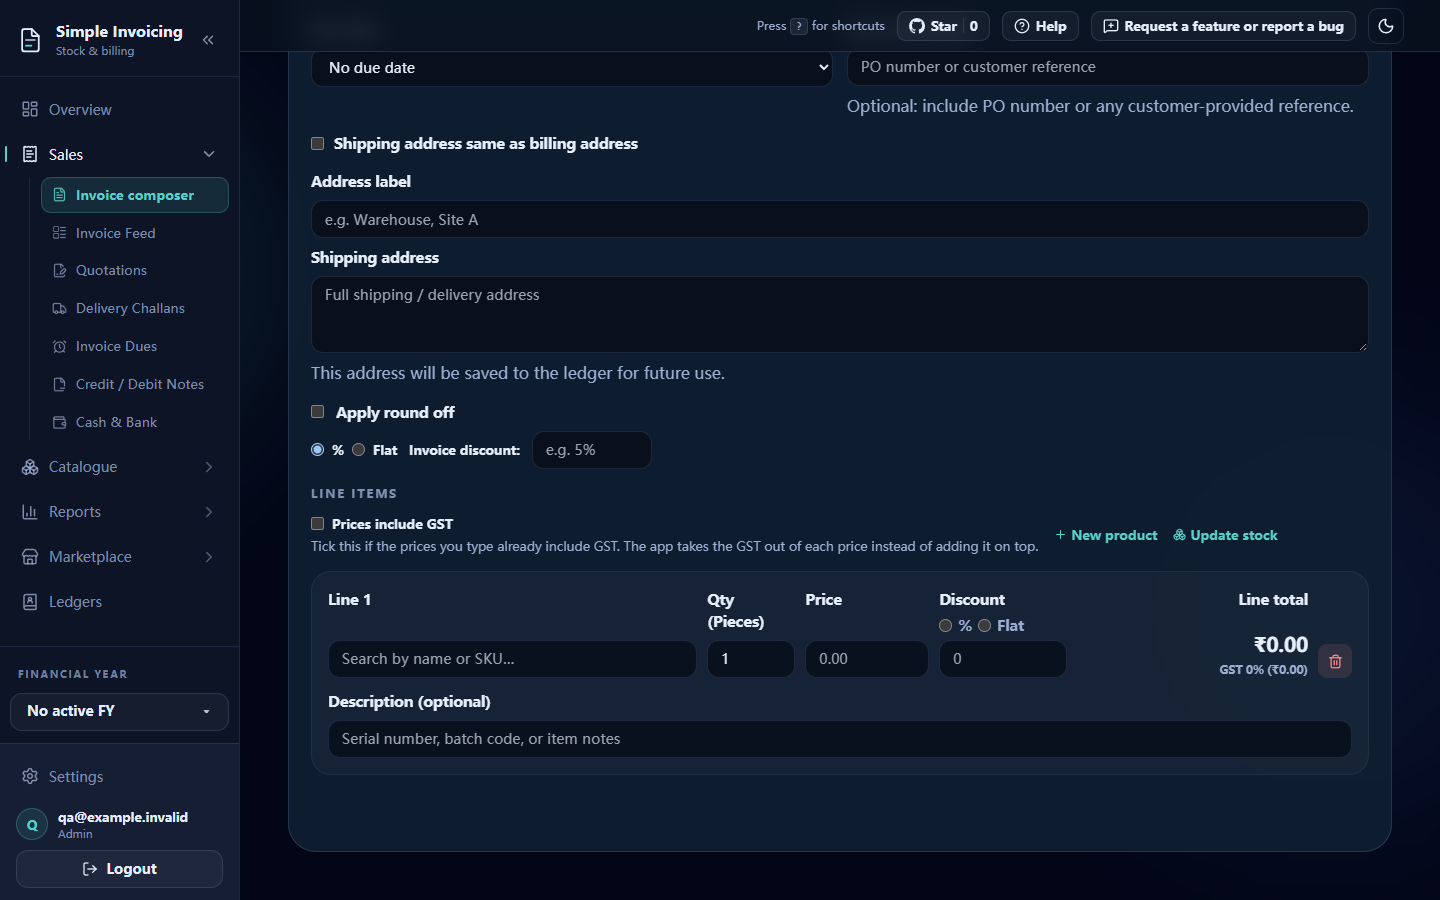 Simple Invoicing
Stock & billing
Press ? for shortcuts
Star 0
Help
Request a feature or report a bug
Overview
Sales
Invoice composer
Invoice Feed
Quotations
Delivery Challans
Invoice Dues
Credit / Debit Notes
Cash & Bank
Catalogue
Reports
Marketplace
Ledgers
FINANCIAL YEAR
No active FY
Settings
Q
qa@example.invalid
Admin
Logout
No due date
PO number or customer reference
Optional: include PO number or any customer-provided reference.
Shipping address same as billing address
Address label
e.g. Warehouse, Site A
Shipping address
Full shipping / delivery address
This address will be saved to the ledger for future use.
Apply round off
% Flat Invoice discount: e.g. 5%
LINE ITEMS
Prices include GST
Tick this if the prices you type already include GST. The app takes the GST out of each price instead of adding it on top.
+ New product
Update stock
Line 1
Qty (Pieces)
Price
Discount
% Flat
Line total
Search by name or SKU...
1
0.00
0
₹0.00
GST 0% (₹0.00)
Description (optional)
Serial number, batch code, or item notes